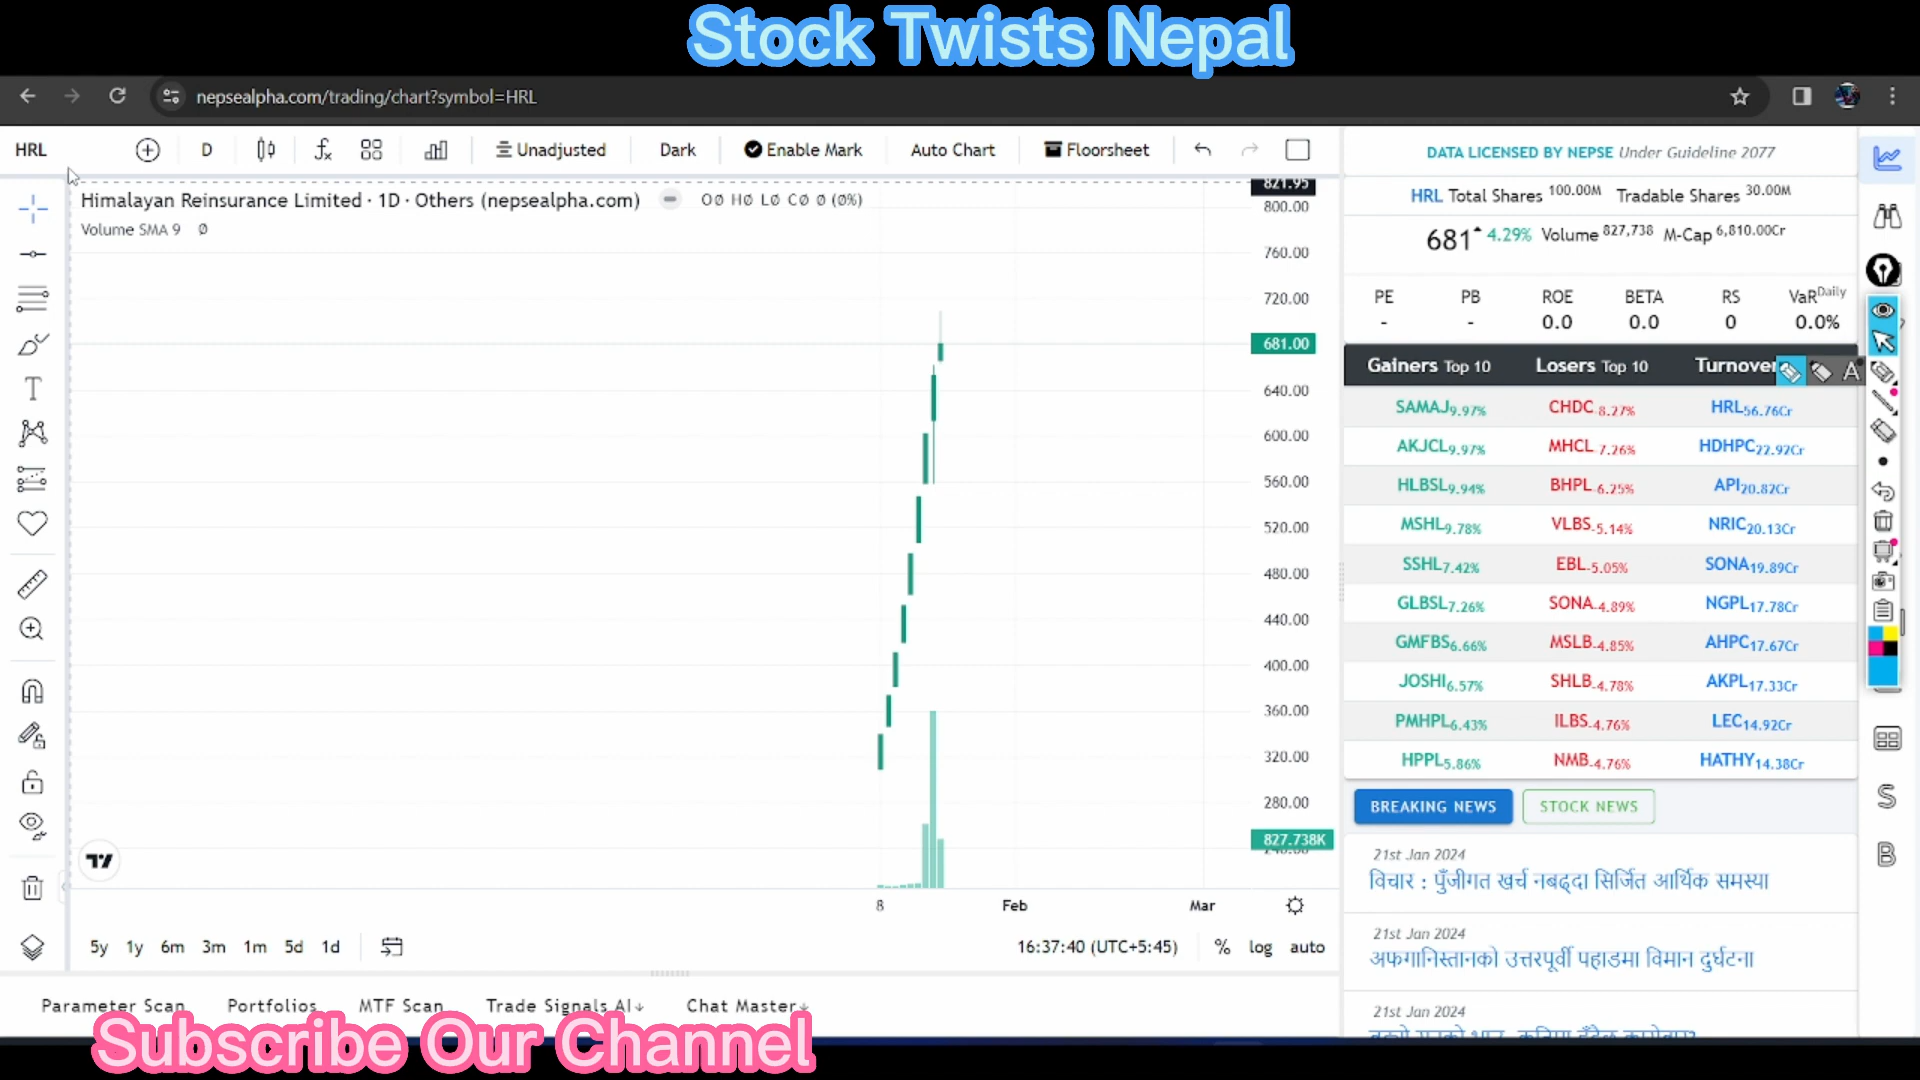 Stock Twists Nepal
nepsealpha.com/trading/chart?symbol=HRL
HRL D Unadjusted Dark Enable Mark Auto Chart Floorsheet
Himalayan Reinsurance Limited · 1D · Others (nepsealpha.com) O∅ H∅ L∅ C∅ 0 (0%)
Volume SMA 9 ∅
821.95
800.00
760.00
720.00
681.00
640.00
600.00
560.00
520.00
480.00
440.00
400.00
360.00
320.00
280.00
827.738K
8 Feb Mar
5y 1y 6m 3m 1m 5d 1d 16:37:40 (UTC+5:45) % log auto
Parameter Scan Portfolios MTF Scan Trade Signals AI↓ Chat Master↓
Subscribe Our Channel
DATA LICENSED BY NEPSE Under Guideline 2077
HRL Total Shares 100.00M Tradable Shares 30.00M
681 4.29% Volume 827,738 M-Cap 6,810.00Cr
PE PB ROE BETA RS VaR Daily
- - 0.0 0.0 0 0.0%
Gainers Top 10 Losers Top 10 Turnover A
SAMAJ 9.97% CHDC -8.27% HRL 56.76Cr
AKJCL 9.97% MHCL -7.26% HDHPC 22.92Cr
HLBSL 9.94% BHPL -6.25% API 20.82Cr
MSHL 9.78% VLBS -5.14% NRIC 20.13Cr
SSHL 7.42% EBL -5.05% SONA 19.89Cr
GLBSL 7.26% SONA -4.89% NGPL 17.78Cr
GMFBS 6.66% MSLB -4.85% AHPC 17.67Cr
JOSHI 6.57% SHLB -4.78% AKPL 17.33Cr
PMHPL 6.43% ILBS -4.76% LEC 14.92Cr
HPPL 5.86% NMB -4.76% HATHY 14.38Cr
BREAKING NEWS STOCK NEWS
21st Jan 2024
विचार : पुँजीगत खर्च नबढ्दा सिर्जित आर्थिक समस्या
21st Jan 2024
अफगानिस्तानको उत्तरपूर्वी पहाडमा विमान दुर्घटना
21st Jan 2024
S
B